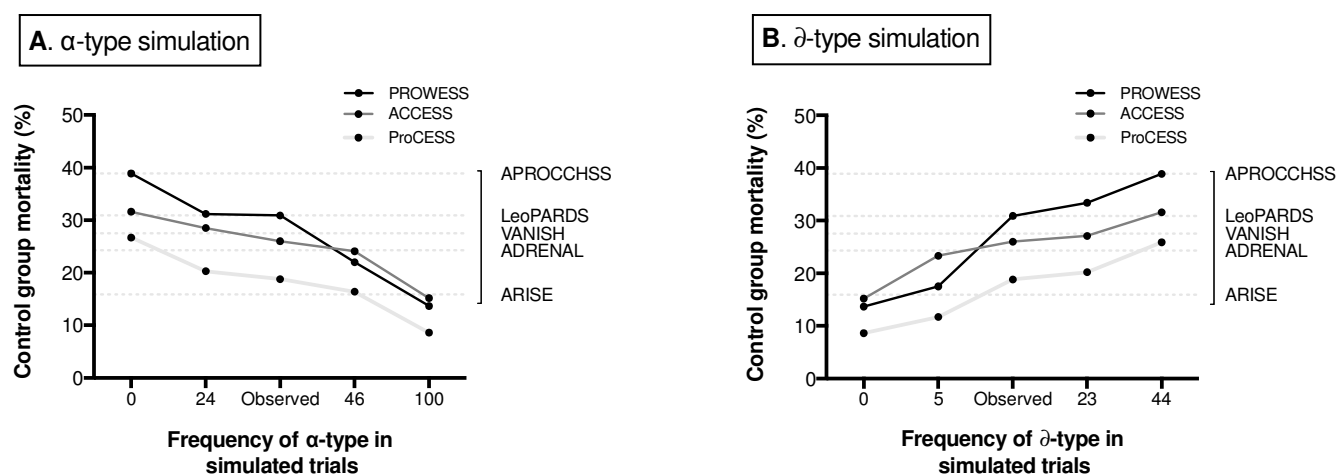 A. α-type simulation
PROWESS
ACCESS
ProCESS
Control group mortality (%)
50
40
30
20
10
0
APROCCHSS
LeoPARDS
VANISH
ADRENAL
ARISE
0 24 Observed 46 100
Frequency of α-type in
simulated trials
B. ∂-type simulation
PROWESS
ACCESS
ProCESS
Control group mortality (%)
50
40
30
20
10
0
APROCCHSS
LeoPARDS
VANISH
ADRENAL
ARISE
0 5 Observed 23 44
Frequency of ∂-type in
simulated trials